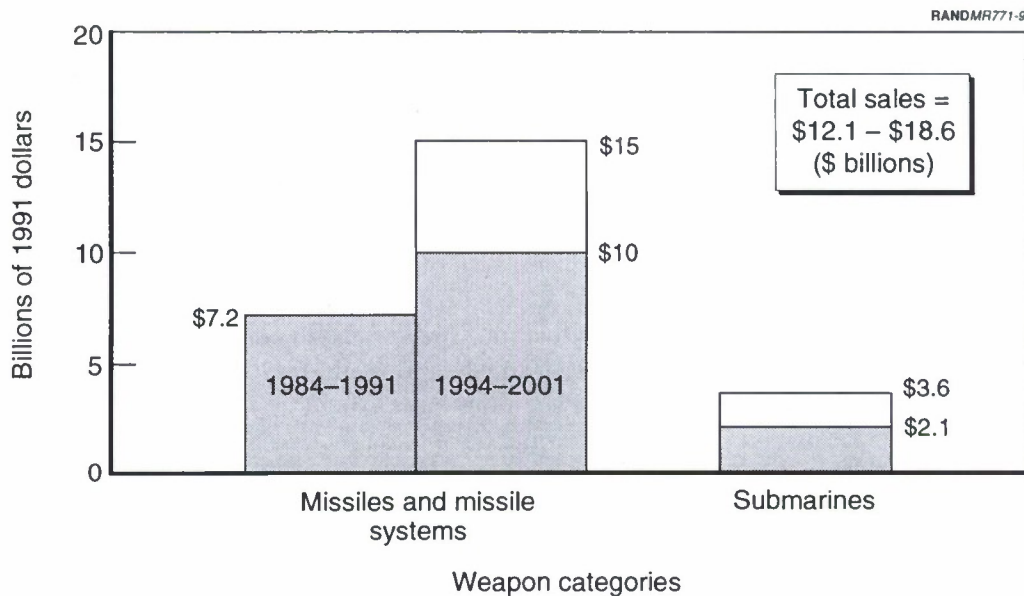 RANDMR771-9
20
15
10
5
0
Billions of 1991 dollars
Total sales =
$12.1 – $18.6
($ billions)
$15
$10
$7.2
1984–1991
1994–2001
$3.6
$2.1
Missiles and missile
systems
Submarines
Weapon categories